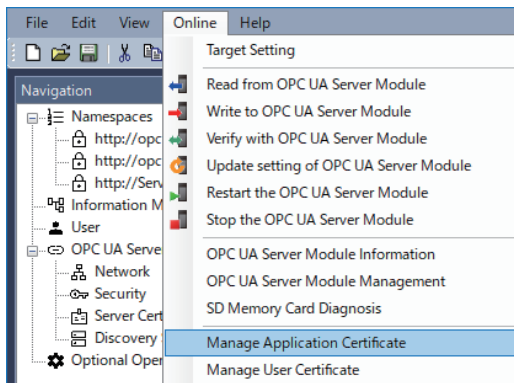 File Edit View Online Help
Target Setting
Navigation
Read from OPC UA Server Module
Namespaces
Write to OPC UA Server Module
http://opc
Verify with OPC UA Server Module
http://opc
Update setting of OPC UA Server Module
http://Serv
Restart the OPC UA Server Module
Information M
Stop the OPC UA Server Module
User
OPC UA Serve
OPC UA Server Module Information
Network
OPC UA Server Module Management
Security
SD Memory Card Diagnosis
Server Cert
Discovery
Manage Application Certificate
Optional Oper
Manage User Certificate